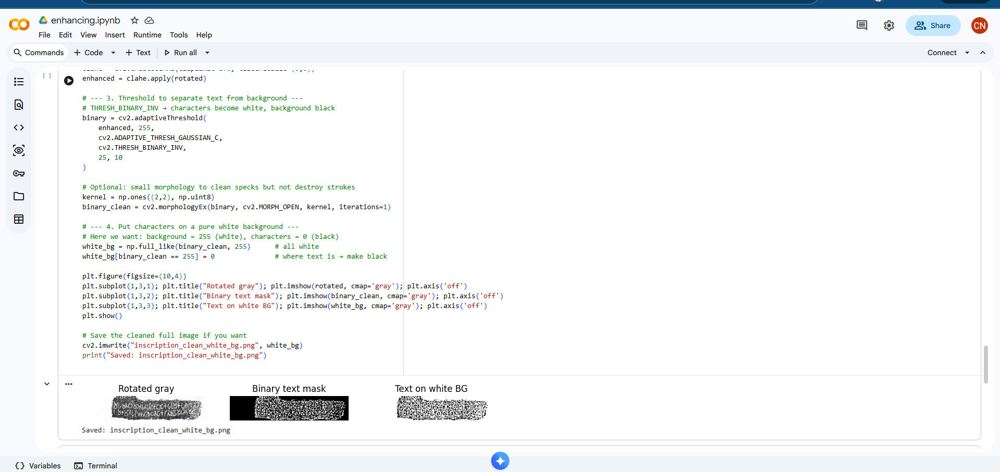 enhancing.ipynb
File Edit View Insert Runtime Tools Help
Share
CN
Commands + Code + Text Run all
Connect
[ ]
enhanced = clahe.apply(rotated)
# --- 3. Threshold to separate text from background ---
# THRESH_BINARY_INV → characters become white, background black
binary = cv2.adaptiveThreshold(
    enhanced, 255,
    cv2.ADAPTIVE_THRESH_GAUSSIAN_C,
    cv2.THRESH_BINARY_INV,
    25, 10
)
# Optional: small morphology to clean specks but not destroy strokes
kernel = np.ones((2,2), np.uint8)
binary_clean = cv2.morphologyEx(binary, cv2.MORPH_OPEN, kernel, iterations=1)
# --- 4. Put characters on a pure white background ---
# Here we want: background = 255 (white), characters = 0 (black)
white_bg = np.full_like(binary_clean, 255)      # all white
white_bg[binary_clean == 255] = 0               # where text is → make black
plt.figure(figsize=(10,4))
plt.subplot(1,3,1); plt.title("Rotated gray"); plt.imshow(rotated, cmap='gray'); plt.axis('off')
plt.subplot(1,3,2); plt.title("Binary text mask"); plt.imshow(binary_clean, cmap='gray'); plt.axis('off')
plt.subplot(1,3,3); plt.title("Text on white BG"); plt.imshow(white_bg, cmap='gray'); plt.axis('off')
plt.show()
# Save the cleaned full image if you want
cv2.imwrite("inscription_clean_white_bg.png", white_bg)
print("Saved: inscription_clean_white_bg.png")
Rotated gray Binary text mask Text on white BG
Saved: inscription_clean_white_bg.png
{} Variables Terminal